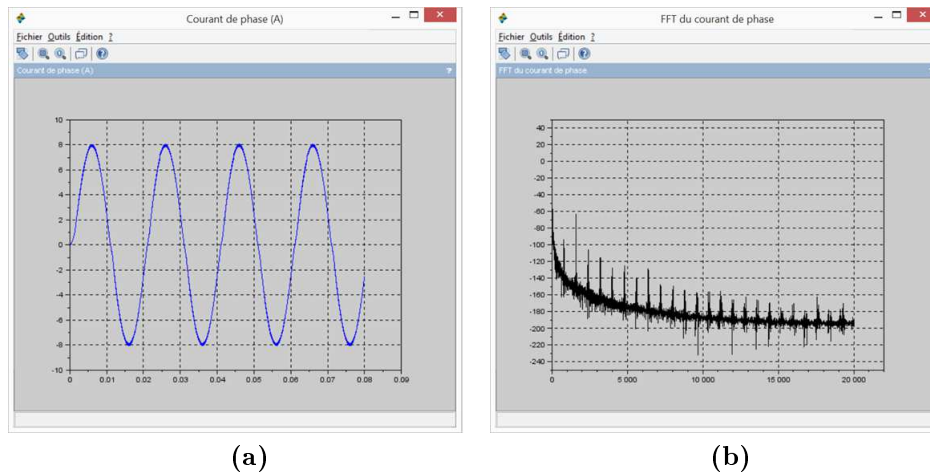 Courant de phase (A)
Fichier Outils Édition ?
Courant de phase (A) ?
10
8
6
4
2
0
-2
-4
-6
-8
-10
0 0.01 0.02 0.03 0.04 0.05 0.06 0.07 0.08 0.09
(a)
FFT du courant de phase
Fichier Outils Édition ?
FFT du courant de phase
40
20
0
-20
-40
-60
-80
-100
-120
-140
-160
-180
-200
-220
-240
0 5 000 10 000 15 000 20 000
(b)